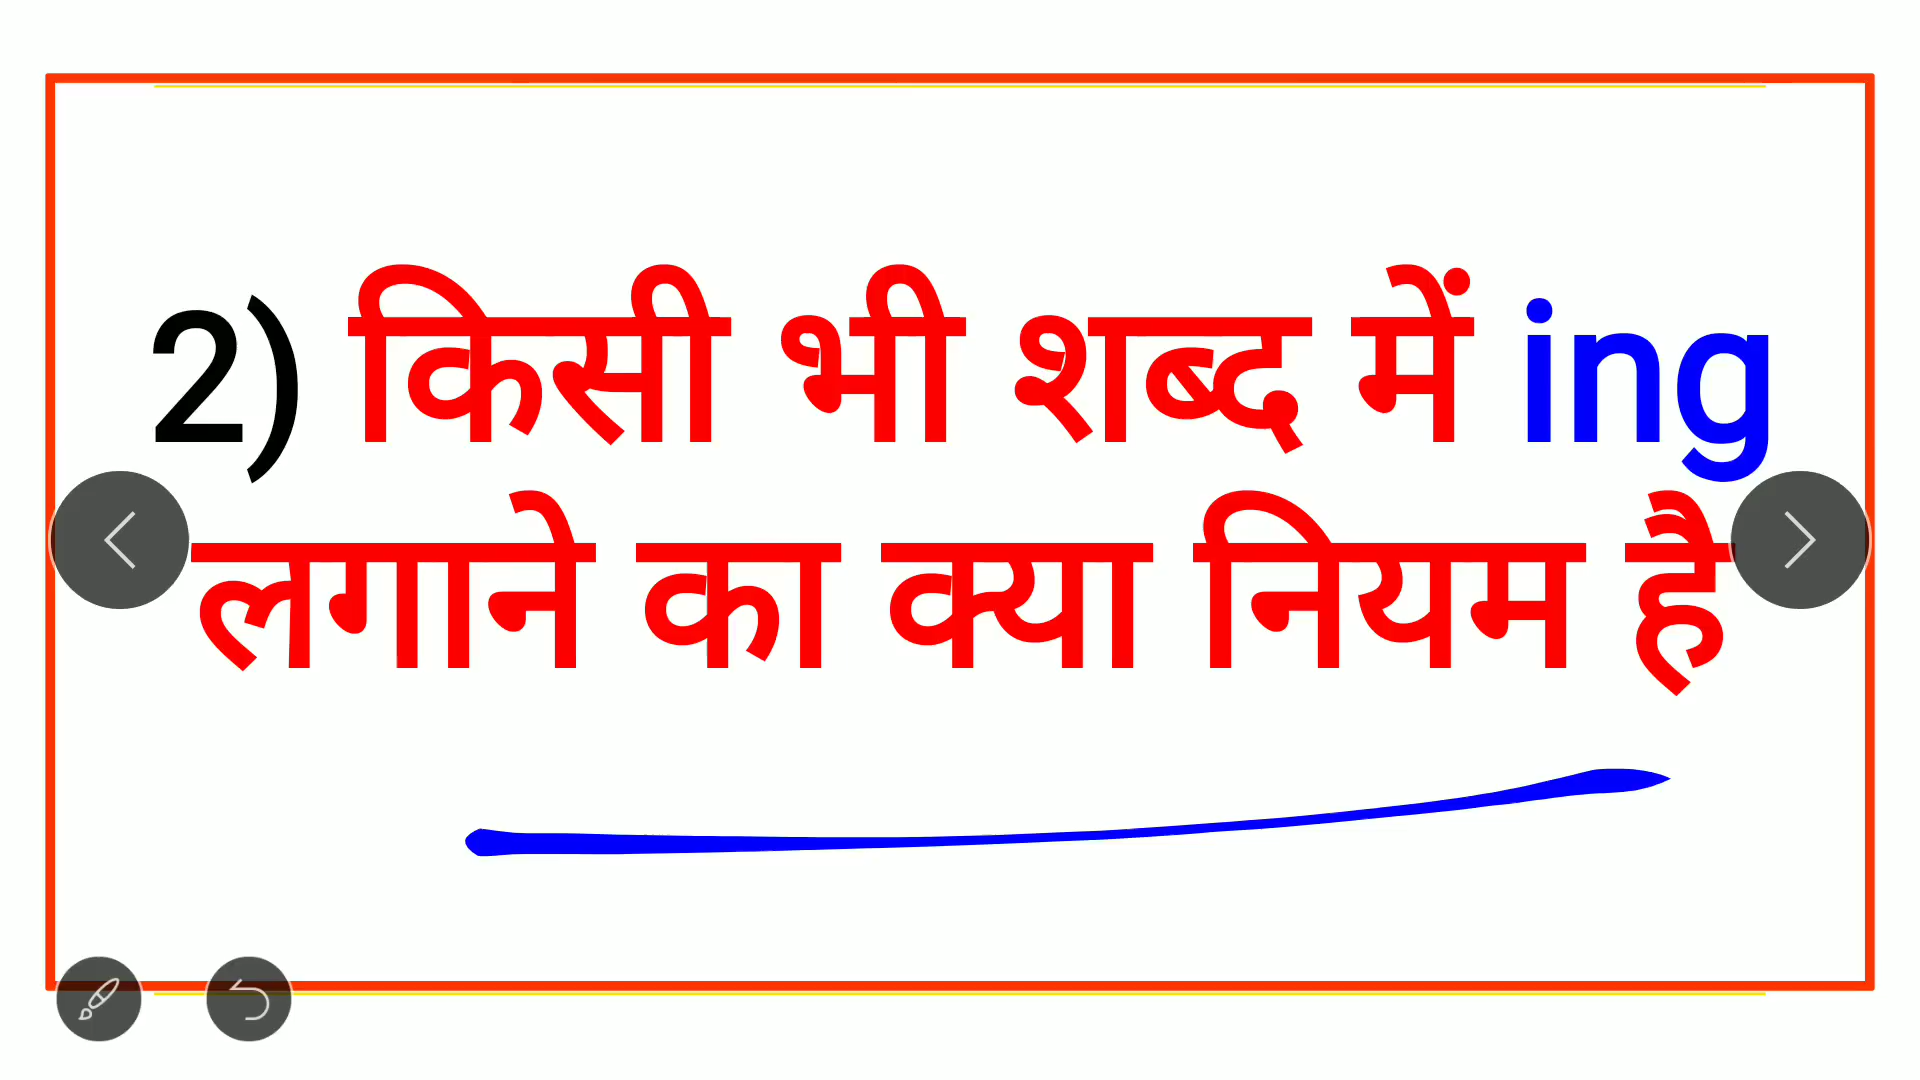 2) किसी भी शब्द में ing
लगाने का क्या नियम है